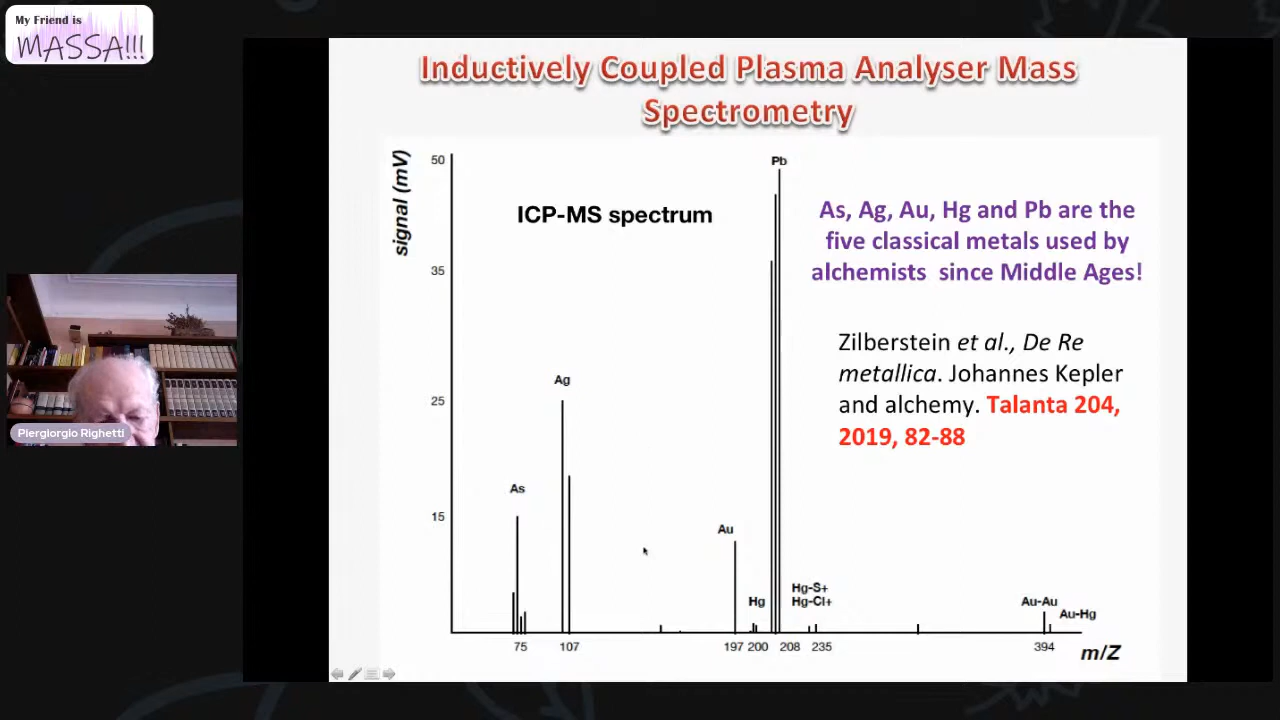 My Friend is
MASSA!!!
Inductively Coupled Plasma Analyser Mass
Spectrometry
signal (mV)
50
35
25
15
ICP-MS spectrum
Pb
Ag
As
Au
Hg
Hg-S+
Hg-Cl+
Au-Au
Au-Hg
75
107
197
200
208
235
394
m/Z
As, Ag, Au, Hg and Pb are the
five classical metals used by
alchemists since Middle Ages!
Zilberstein et al., De Re
metallica. Johannes Kepler
and alchemy. Talanta 204,
2019, 82-88
Piergiorgio Righetti